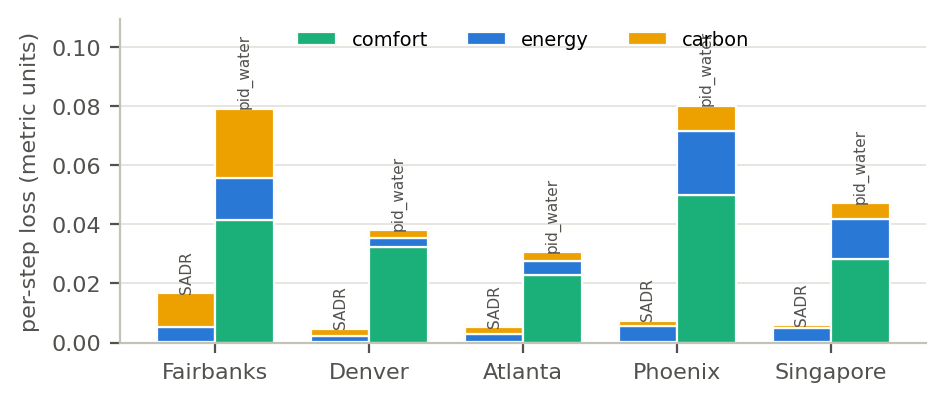 per-step loss (metric units)
0.10
0.08
0.06
0.04
0.02
0.00
comfort energy carbon
SADR
pid_water
SADR
pid_water
SADR
pid_water
SADR
pid_water
SADR
pid_water
Fairbanks Denver Atlanta Phoenix Singapore